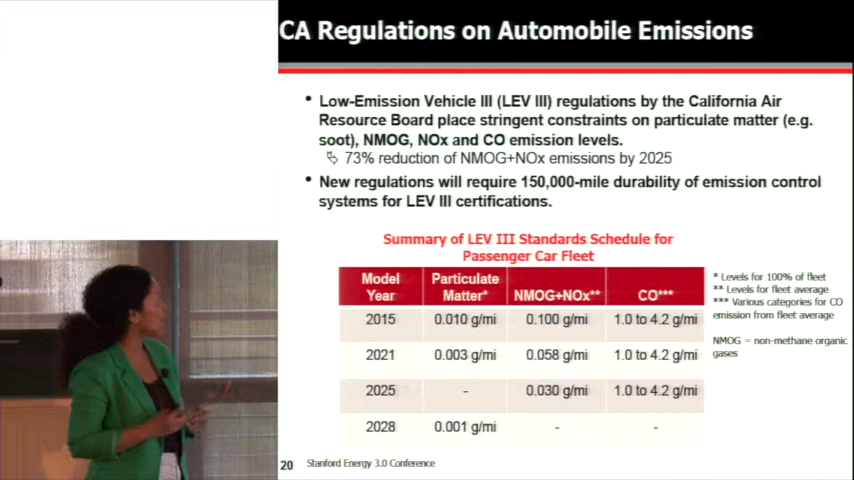 CA Regulations on Automobile Emissions
• Low-Emission Vehicle III (LEV III) regulations by the California Air
Resource Board place stringent constraints on particulate matter (e.g.
soot), NMOG, NOx and CO emission levels.
73% reduction of NMOG+NOx emissions by 2025
• New regulations will require 150,000-mile durability of emission control
systems for LEV III certifications.
Summary of LEV III Standards Schedule for
Passenger Car Fleet
Model Year Particulate Matter* NMOG+NOx** CO***
2015 0.010 g/mi 0.100 g/mi 1.0 to 4.2 g/mi
2021 0.003 g/mi 0.058 g/mi 1.0 to 4.2 g/mi
2025 - 0.030 g/mi 1.0 to 4.2 g/mi
2028 0.001 g/mi - -
* Levels for 100% of fleet
** Levels for fleet average
*** Various categories for CO
emission from fleet average
NMOG = non-methane organic
gases
20 Stanford Energy 3.0 Conference